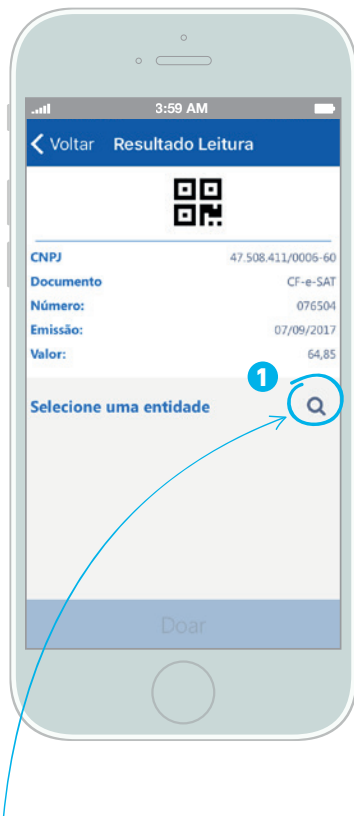 3:59 AM
Voltar Resultado Leitura
CNPJ 47.508.411/0006-60
Documento CF-e-SAT
Número: 076504
Emissão: 07/09/2017
Valor: 64,85
1
Selecione uma entidade
Doar